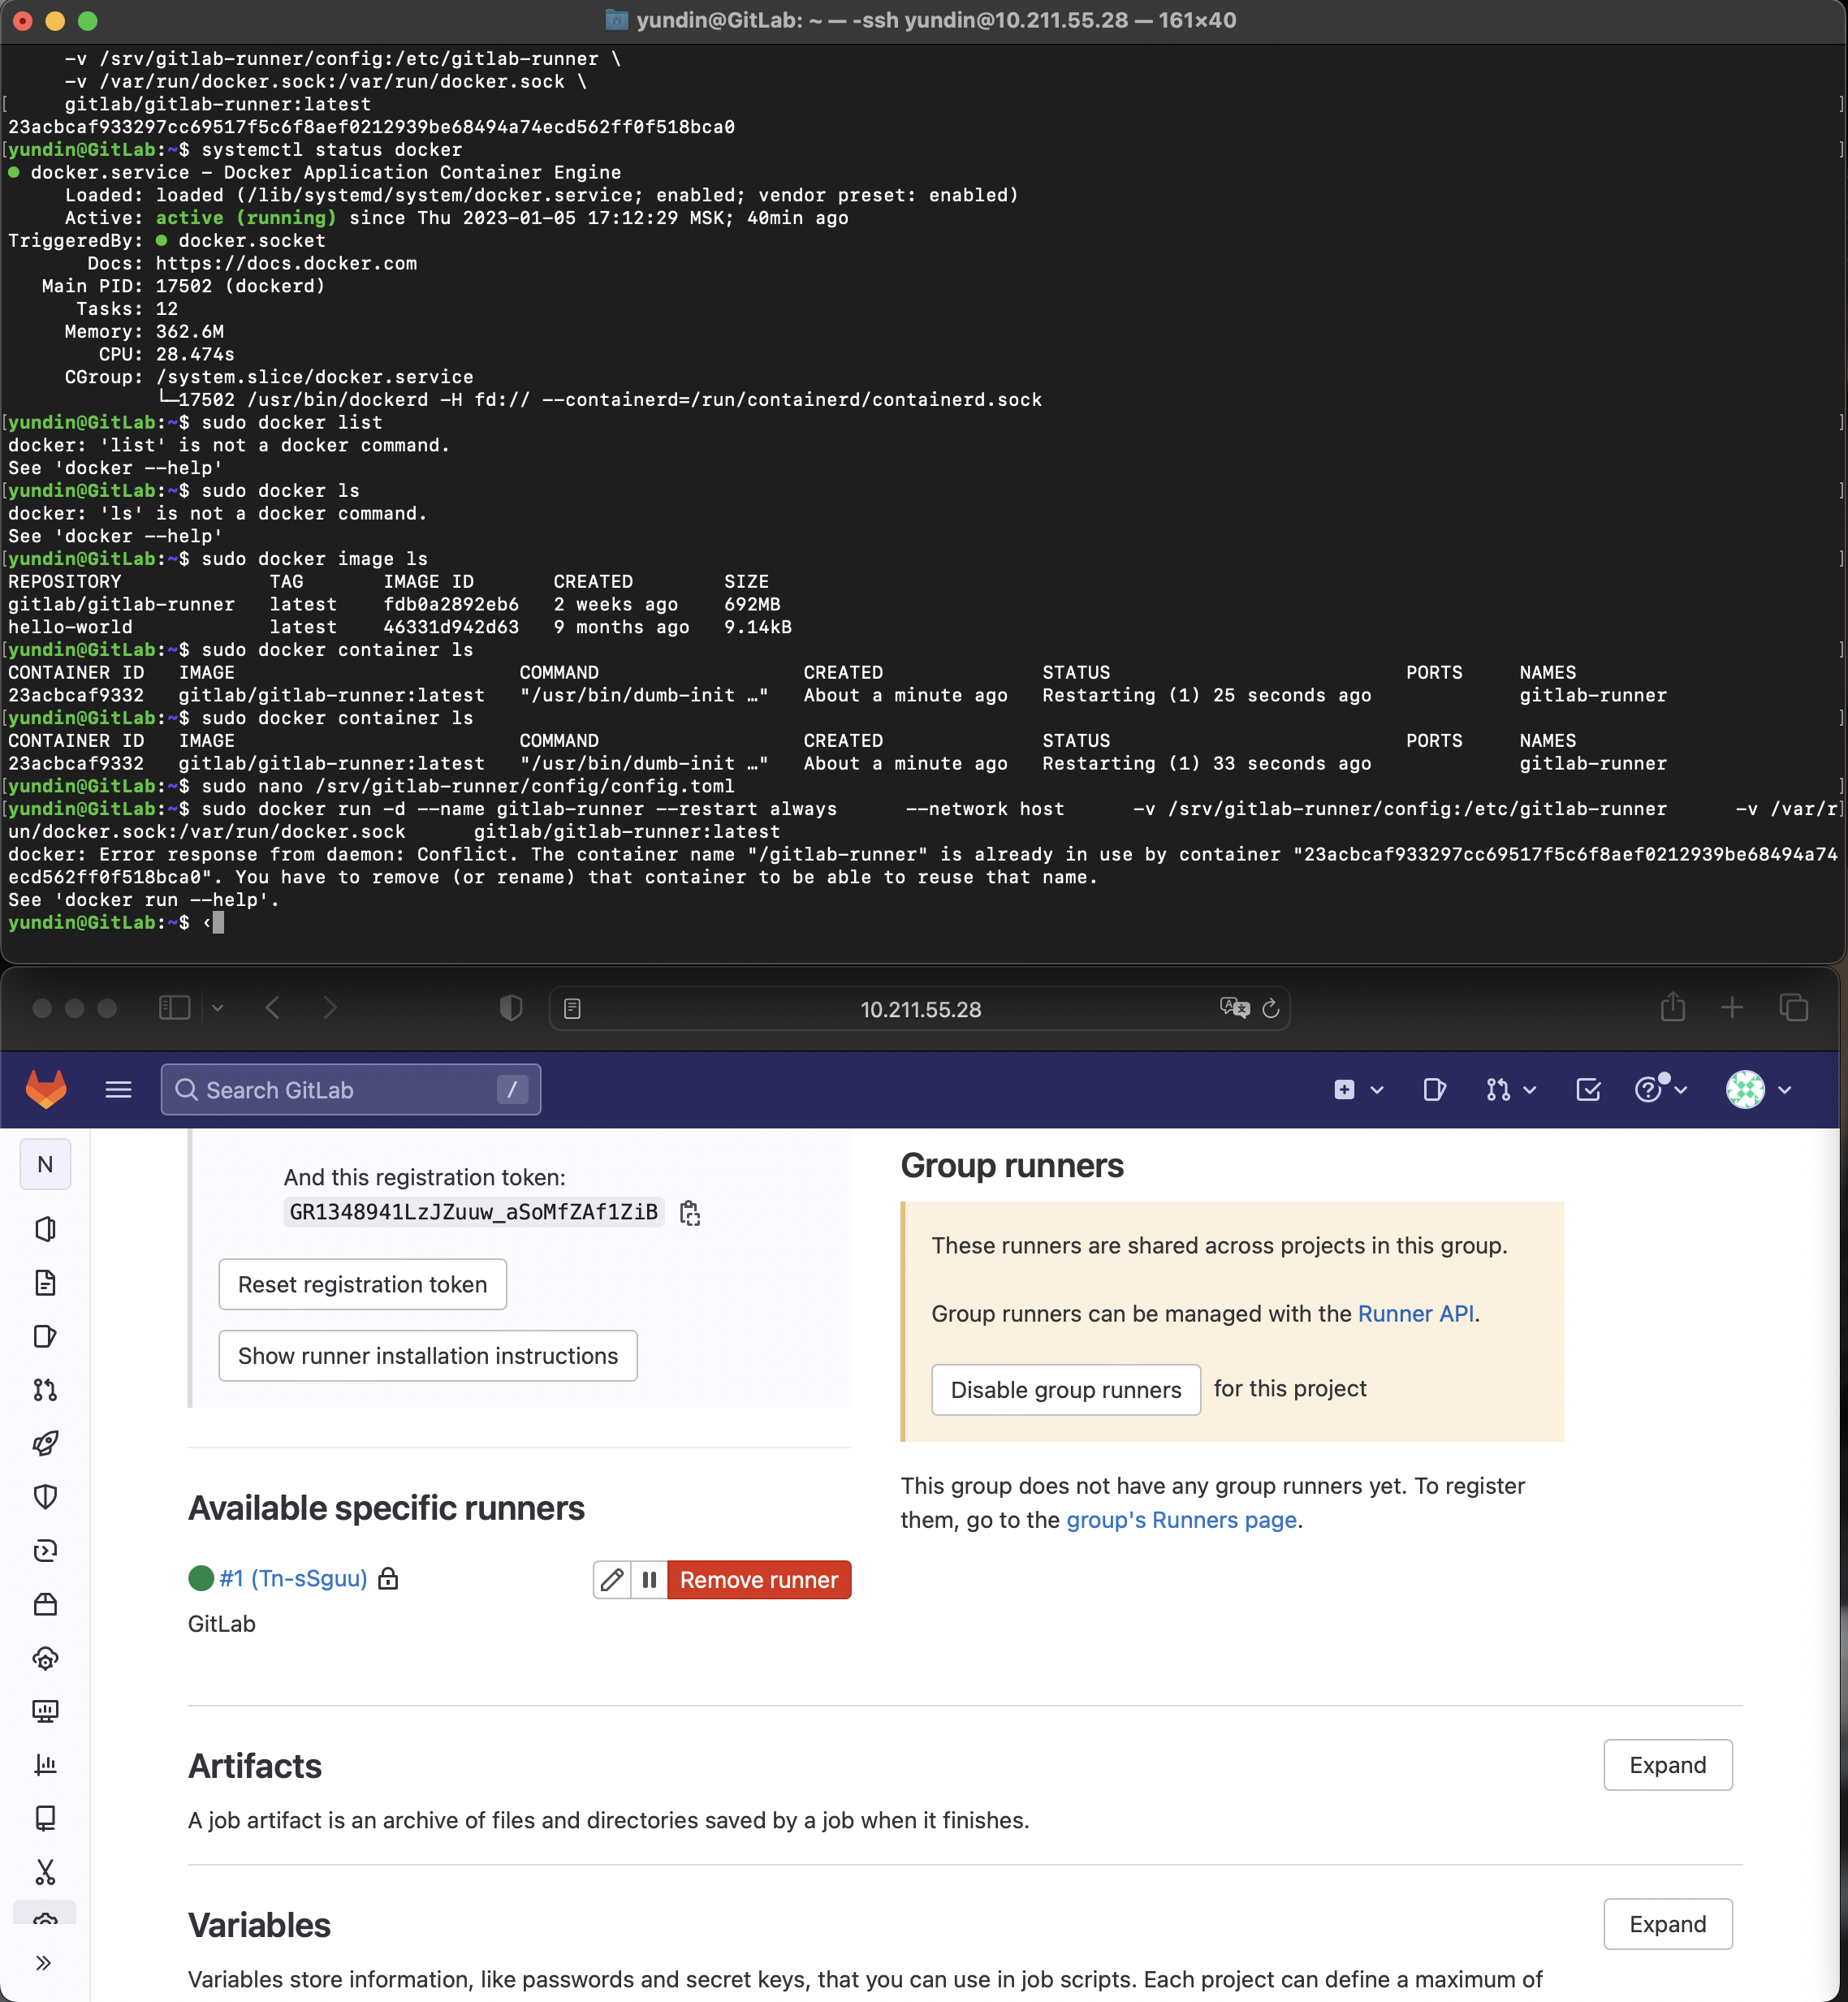 yundin@GitLab: ~ — -ssh yundin@10.211.55.28 — 161×40
-v /srv/gitlab-runner/config:/etc/gitlab-runner \
-v /var/run/docker.sock:/var/run/docker.sock \
[     gitlab/gitlab-runner:latest ]
23acbcaf933297cc69517f5c6f8aef0212939be68494a74ecd562ff0f518bca0
[yundin@GitLab:~$ systemctl status docker ]
● docker.service – Docker Application Container Engine
Loaded: loaded (/lib/systemd/system/docker.service; enabled; vendor preset: enabled)
Active: active (running) since Thu 2023-01-05 17:12:29 MSK; 40min ago
TriggeredBy: ● docker.socket
Docs: https://docs.docker.com
Main PID: 17502 (dockerd)
Tasks: 12
Memory: 362.6M
CPU: 28.474s
CGroup: /system.slice/docker.service
└─17502 /usr/bin/dockerd -H fd:// --containerd=/run/containerd/containerd.sock
[yundin@GitLab:~$ sudo docker list ]
docker: 'list' is not a docker command.
See 'docker --help'
[yundin@GitLab:~$ sudo docker ls ]
docker: 'ls' is not a docker command.
See 'docker --help'
[yundin@GitLab:~$ sudo docker image ls ]
REPOSITORY TAG IMAGE ID CREATED SIZE
gitlab/gitlab-runner latest fdb0a2892eb6 2 weeks ago 692MB
hello-world latest 46331d942d63 9 months ago 9.14kB
[yundin@GitLab:~$ sudo docker container ls ]
CONTAINER ID IMAGE COMMAND CREATED STATUS PORTS NAMES
23acbcaf9332 gitlab/gitlab-runner:latest "/usr/bin/dumb-init …" About a minute ago Restarting (1) 25 seconds ago gitlab-runner
[yundin@GitLab:~$ sudo docker container ls ]
CONTAINER ID IMAGE COMMAND CREATED STATUS PORTS NAMES
23acbcaf9332 gitlab/gitlab-runner:latest "/usr/bin/dumb-init …" About a minute ago Restarting (1) 33 seconds ago gitlab-runner
[yundin@GitLab:~$ sudo nano /srv/gitlab-runner/config/config.toml ]
[yundin@GitLab:~$ sudo docker run -d --name gitlab-runner --restart always --network host -v /srv/gitlab-runner/config:/etc/gitlab-runner -v /var/r]
un/docker.sock:/var/run/docker.sock gitlab/gitlab-runner:latest
docker: Error response from daemon: Conflict. The container name "/gitlab-runner" is already in use by container "23acbcaf933297cc69517f5c6f8aef0212939be68494a74
ecd562ff0f518bca0". You have to remove (or rename) that container to be able to reuse that name.
See 'docker run --help'.
yundin@GitLab:~$ ‹
10.211.55.28
Search GitLab /
N
And this registration token:
GR1348941LzJZuuw_aSoMfZAf1ZiB
Reset registration token
Show runner installation instructions
Group runners
These runners are shared across projects in this group.
Group runners can be managed with the Runner API.
Disable group runners for this project
This group does not have any group runners yet. To register
them, go to the group's Runners page.
Available specific runners
#1 (Tn-sSguu)
Remove runner
GitLab
Artifacts
Expand
A job artifact is an archive of files and directories saved by a job when it finishes.
Variables
Expand
Variables store information, like passwords and secret keys, that you can use in job scripts. Each project can define a maximum of